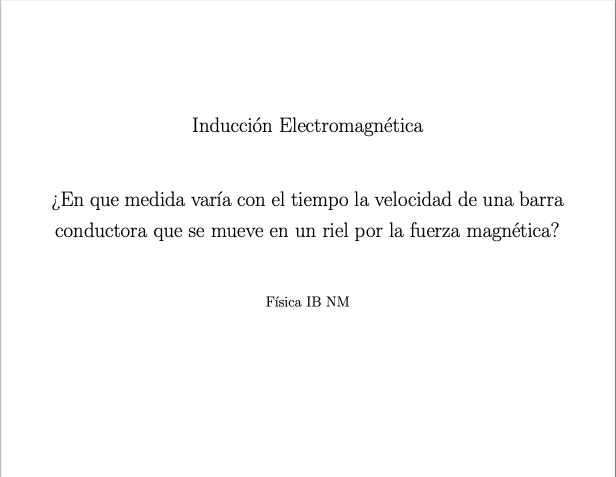 Inducción Electromagnética
¿En que medida varía con el tiempo la velocidad de una barra
conductora que se mueve en un riel por la fuerza magnética?
Física IB NM